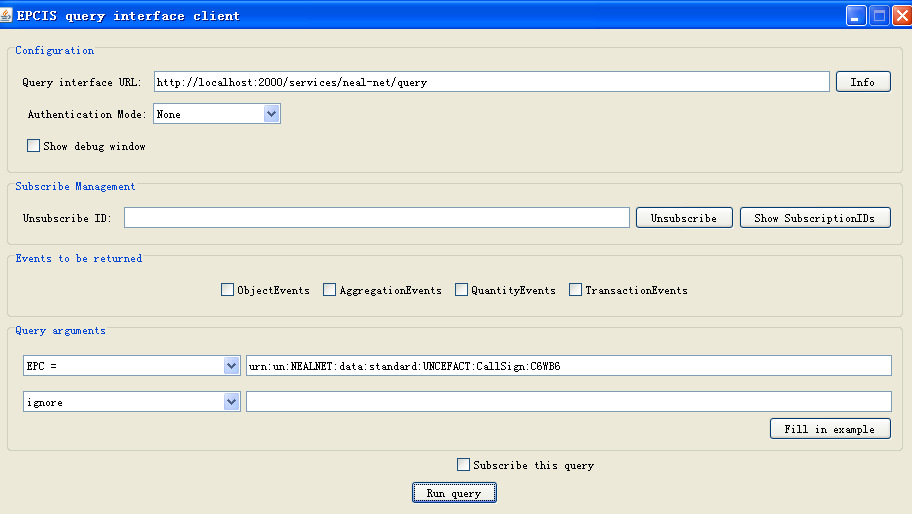 EPCIS query interface client
Configuration
Query interface URL: http://localhost:2000/services/neal-net/query Info
Authentication Mode: None
Show debug window
Subscribe Management
Unsubscribe ID: Unsubscribe Show SubscriptionIDs
Events to be returned
ObjectEvents AggregationEvents QuantityEvents TransactionEvents
Query arguments
EPC = urn:un:NEALNET:data:standard:UNCEFACT:CallSign:C6WB6
ignore
Fill in example
Subscribe this query
Run query